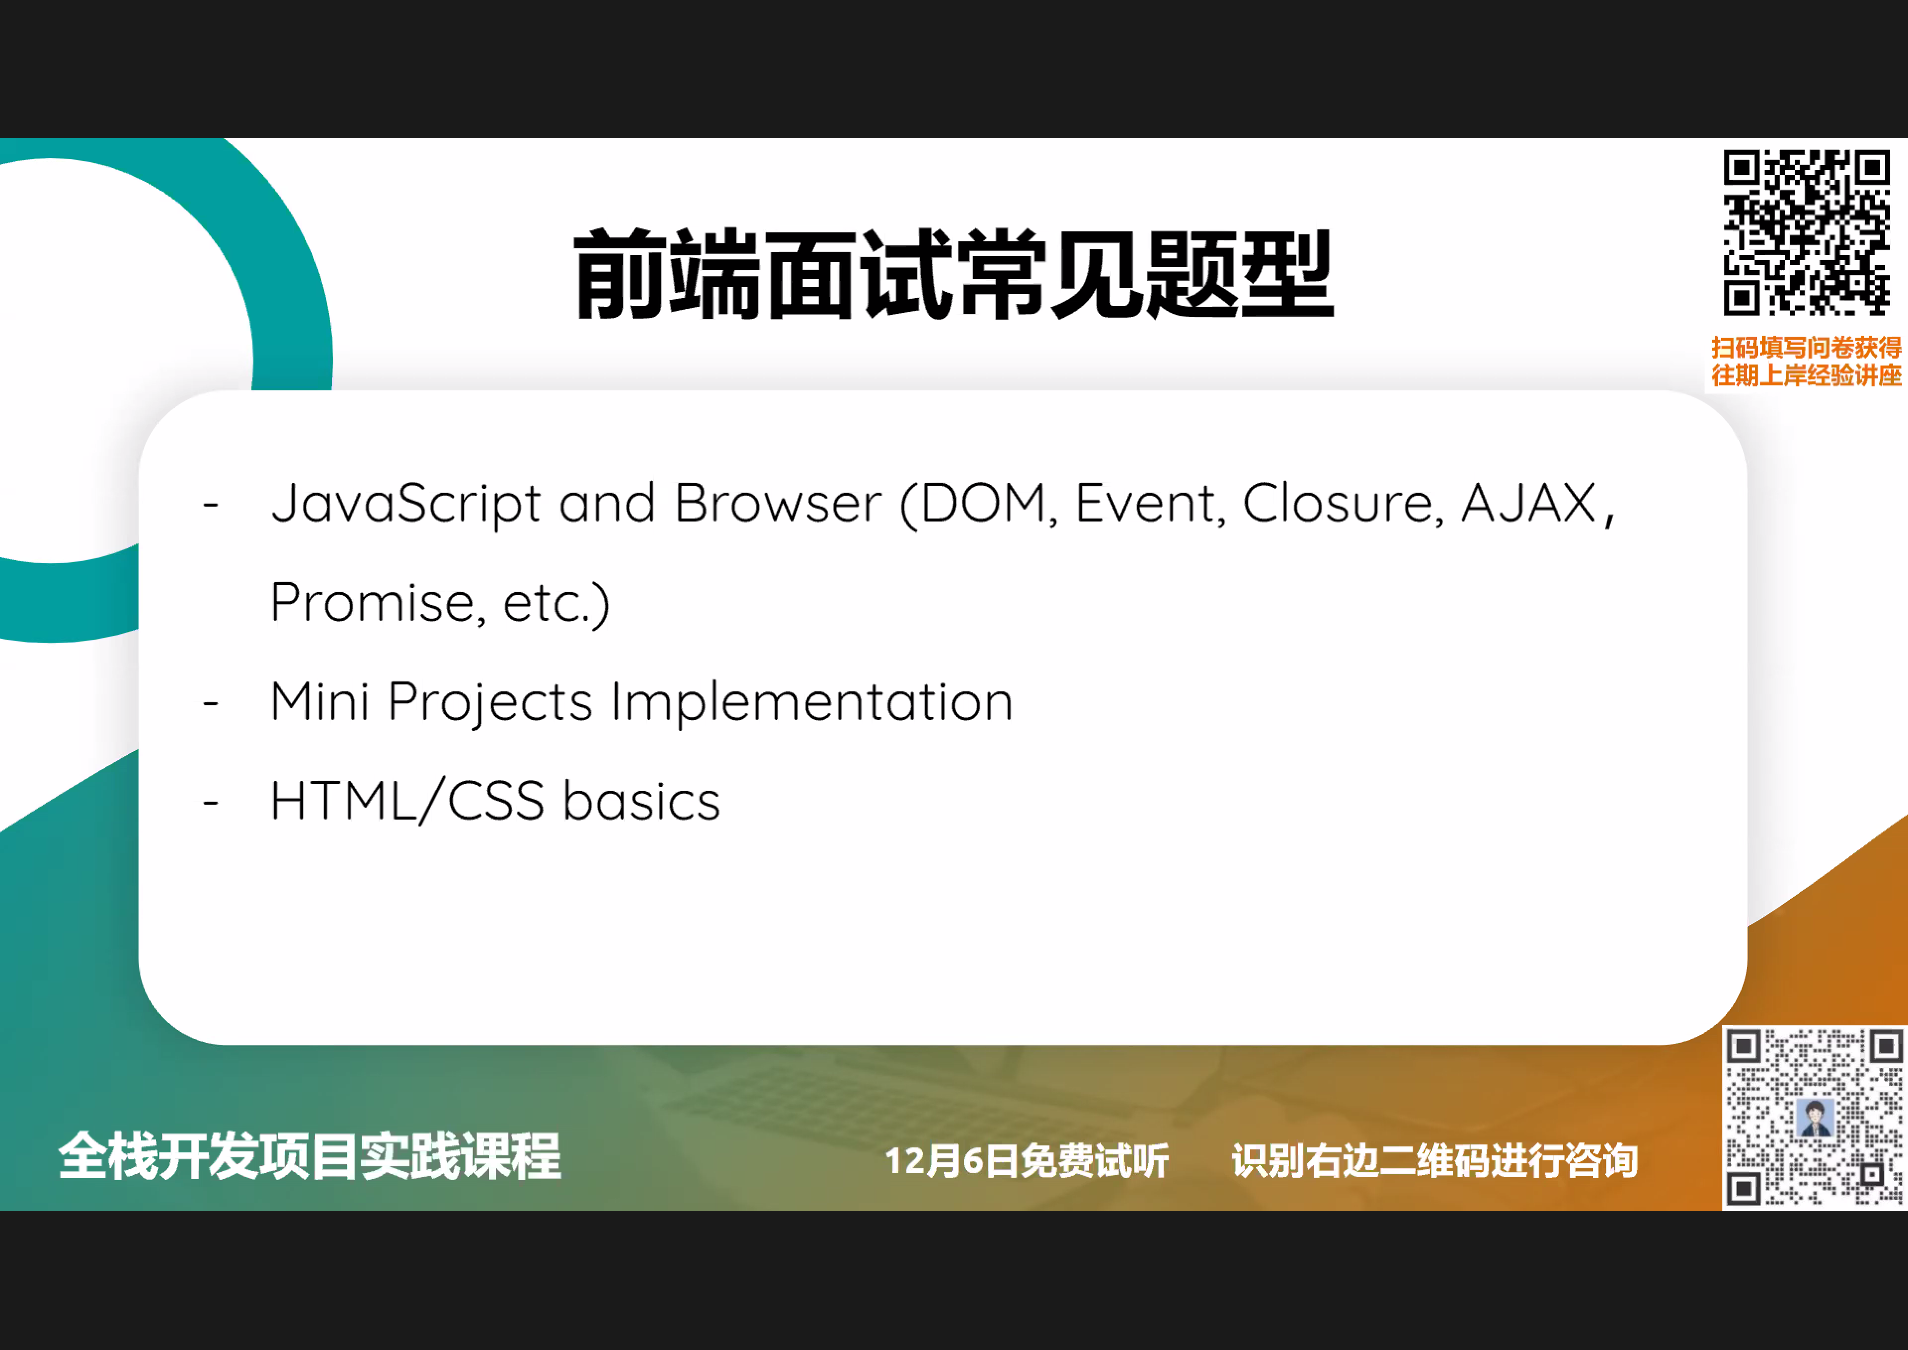 前端面试常见题型
扫码填写问卷获得
往期上岸经验讲座
- JavaScript and Browser (DOM, Event, Closure, AJAX，
Promise, etc.)
- Mini Projects Implementation
- HTML/CSS basics
全栈开发项目实践课程
12月6日免费试听
识别右边二维码进行咨询